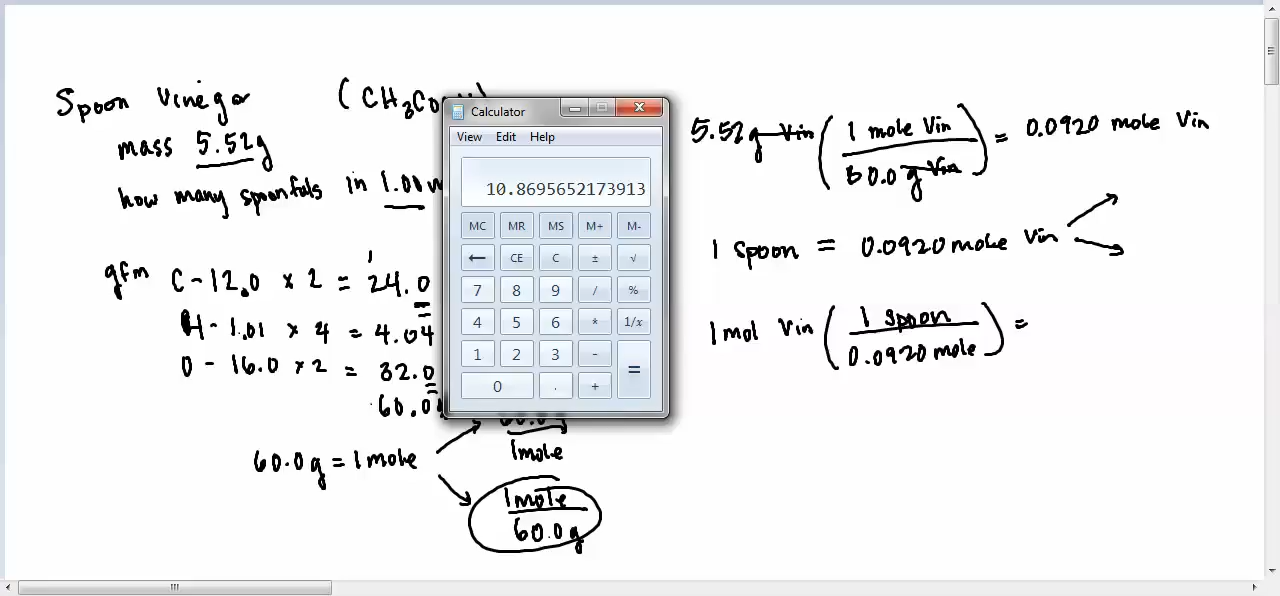 Spoon Vinegar (CH3Co
mass 5.52g
how many spoonfuls in 1.00
gfm C - 12.0 × 2 = 24.0
H - 1.01 × 4 = 4.04
O - 16.0 × 2 = 32.0
60.0g
60.0g = 1 mole
60.0g
1 mole
1 mole
60.0g
Calculator
View Edit Help
10.8695652173913
MC MR MS M+ M-
← CE C ± √
7 8 9 / %
4 5 6 * 1/x
1 2 3 - =
0 . +
5.52g Vin ( 1 mole Vin / 60.0g Vin ) = 0.0920 mole Vin
1 spoon = 0.0920 mole Vin
1 mol Vin ( 1 spoon / 0.0920 mole ) =